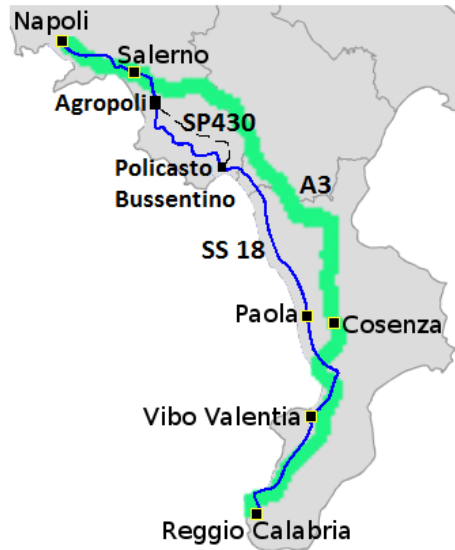 Napoli
Salerno
Agropoli
SP430
Policasto
Bussentino
A3
SS 18
Paola
Cosenza
Vibo Valentia
Reggio Calabria